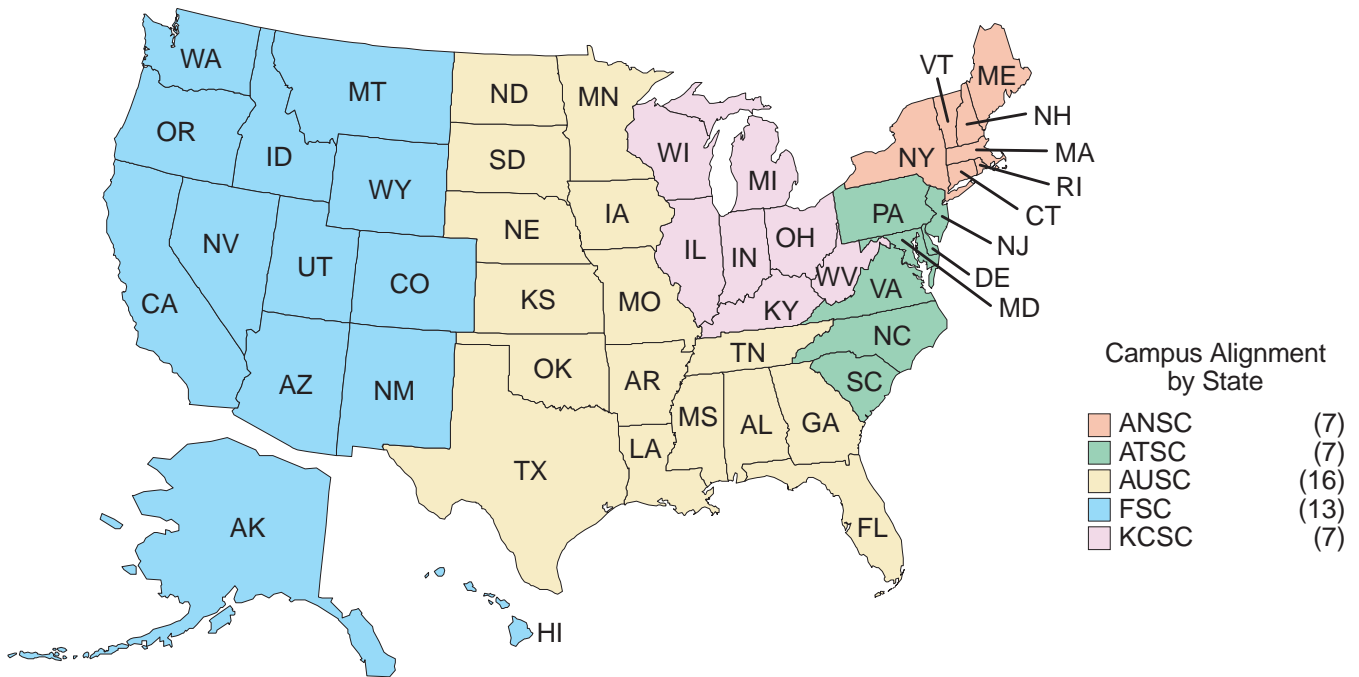 WA
MT
ND
MN
VT
ME
OR
ID
SD
WI
MI
NY
NH
MA
WY
RI
NE
IA
PA
CT
NV
UT
CO
IL
IN
OH
NJ
CA
KS
MO
WV
VA
DE
KY
MD
AZ
NM
OK
AR
TN
NC
SC
TX
LA
MS
AL
GA
FL
AK
HI
Campus Alignment
by State
ANSC (7)
ATSC (7)
AUSC (16)
FSC (13)
KCSC (7)